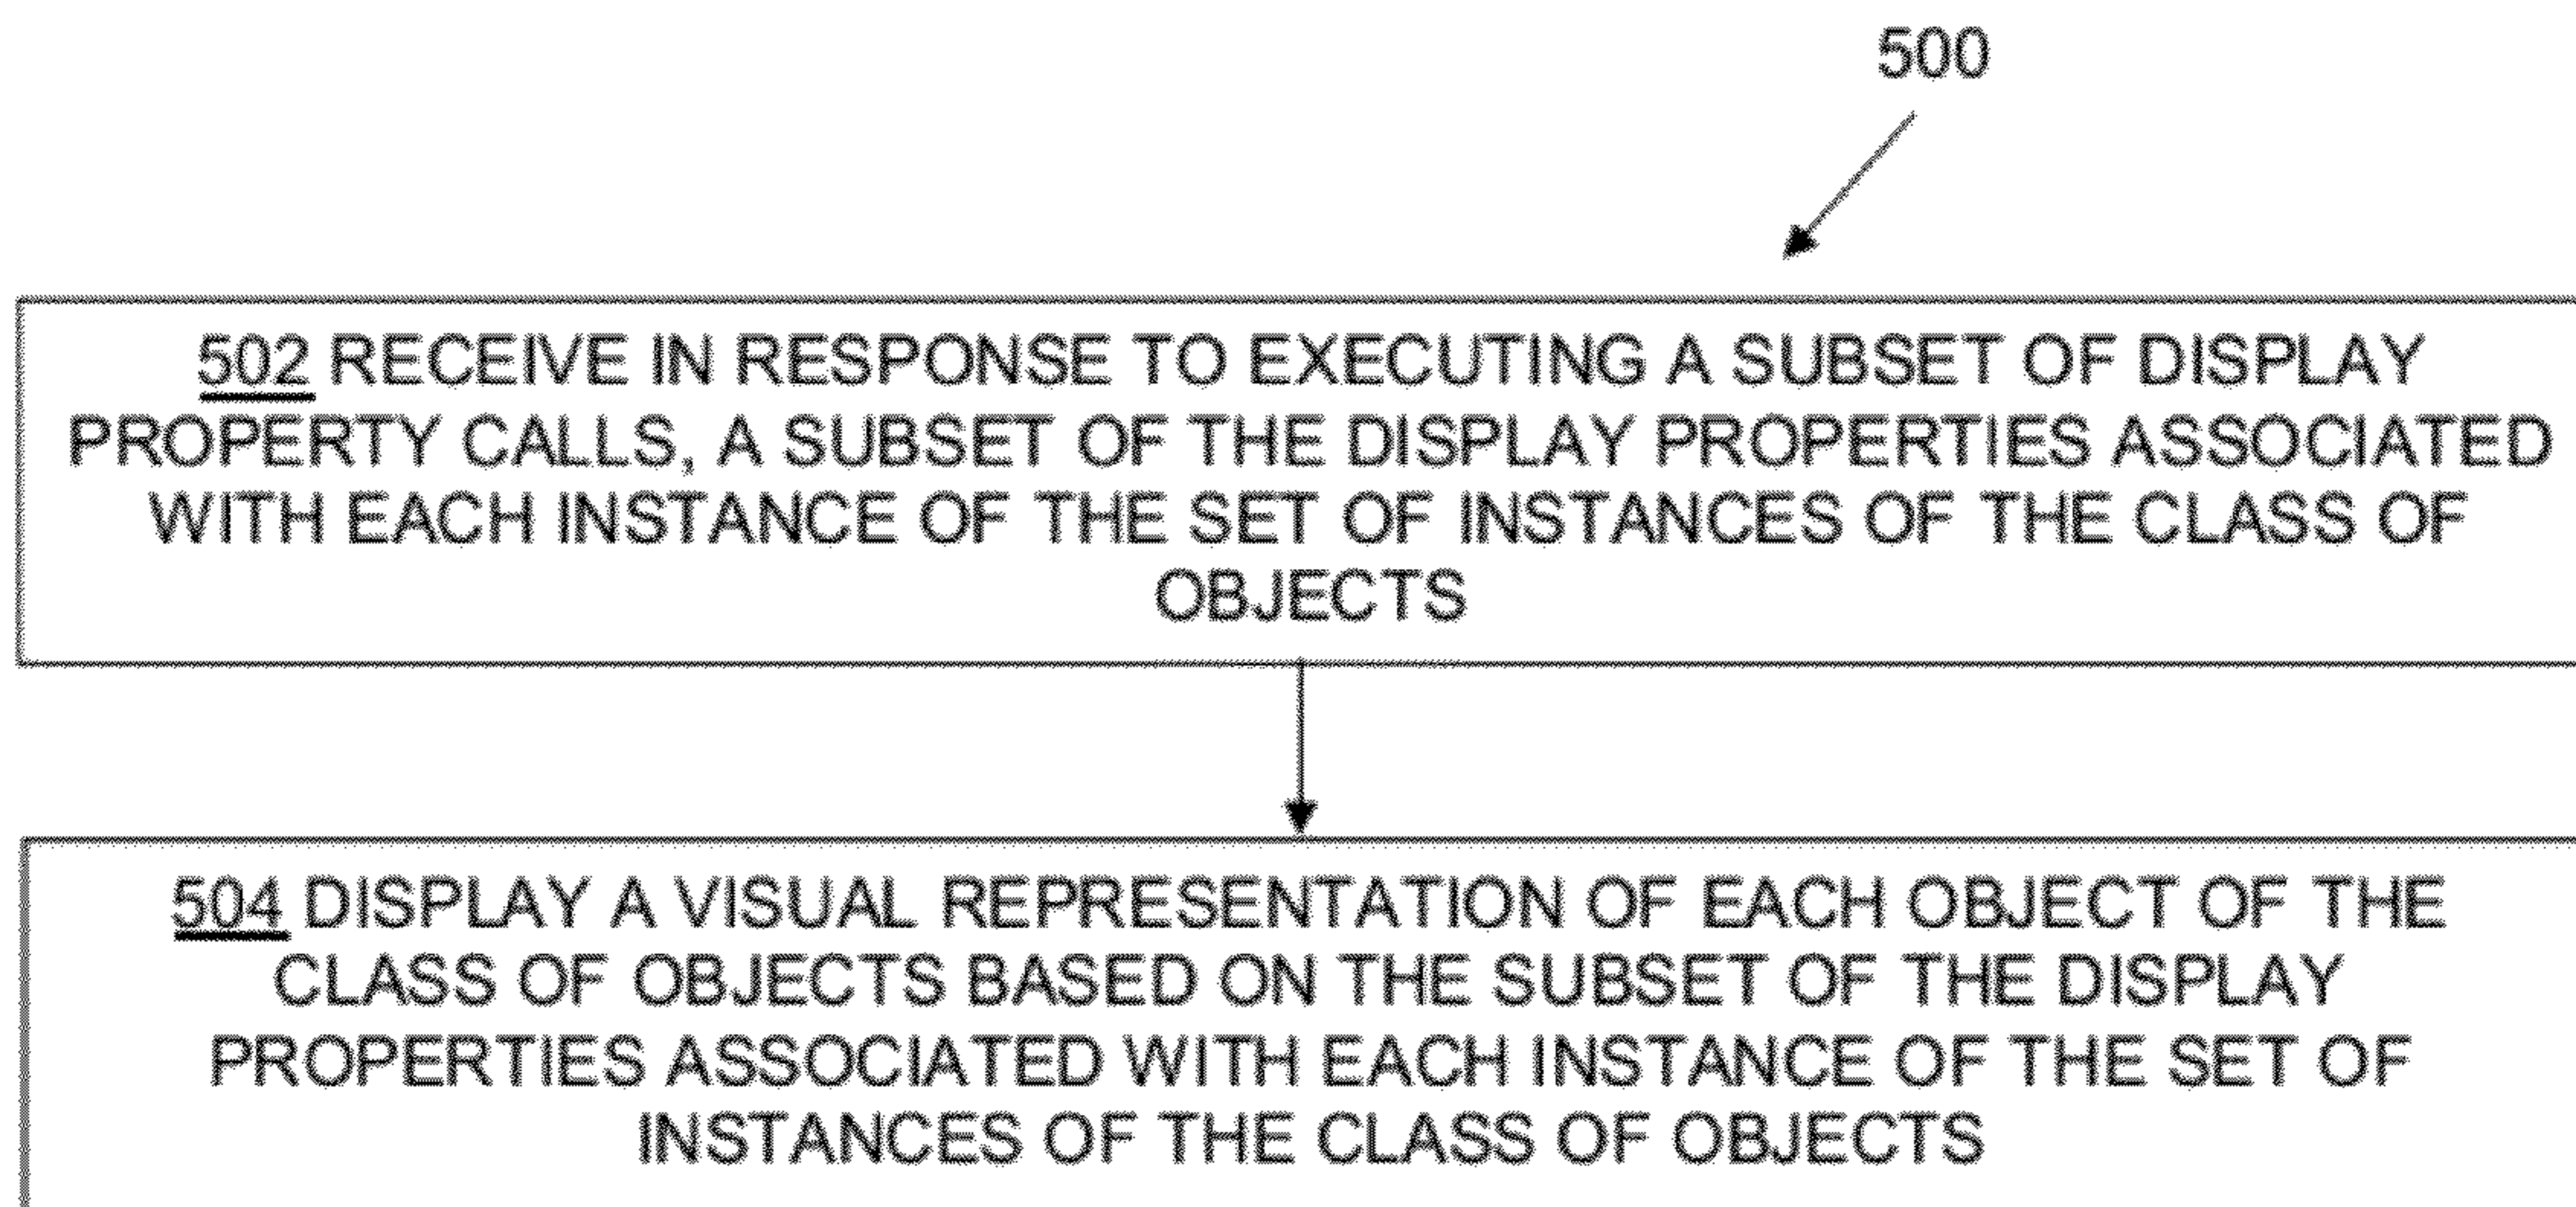 500
502 RECEIVE IN RESPONSE TO EXECUTING A SUBSET OF DISPLAY
PROPERTY CALLS, A SUBSET OF THE DISPLAY PROPERTIES ASSOCIATED
WITH EACH INSTANCE OF THE SET OF INSTANCES OF THE CLASS OF
OBJECTS
504 DISPLAY A VISUAL REPRESENTATION OF EACH OBJECT OF THE
CLASS OF OBJECTS BASED ON THE SUBSET OF THE DISPLAY
PROPERTIES ASSOCIATED WITH EACH INSTANCE OF THE SET OF
INSTANCES OF THE CLASS OF OBJECTS